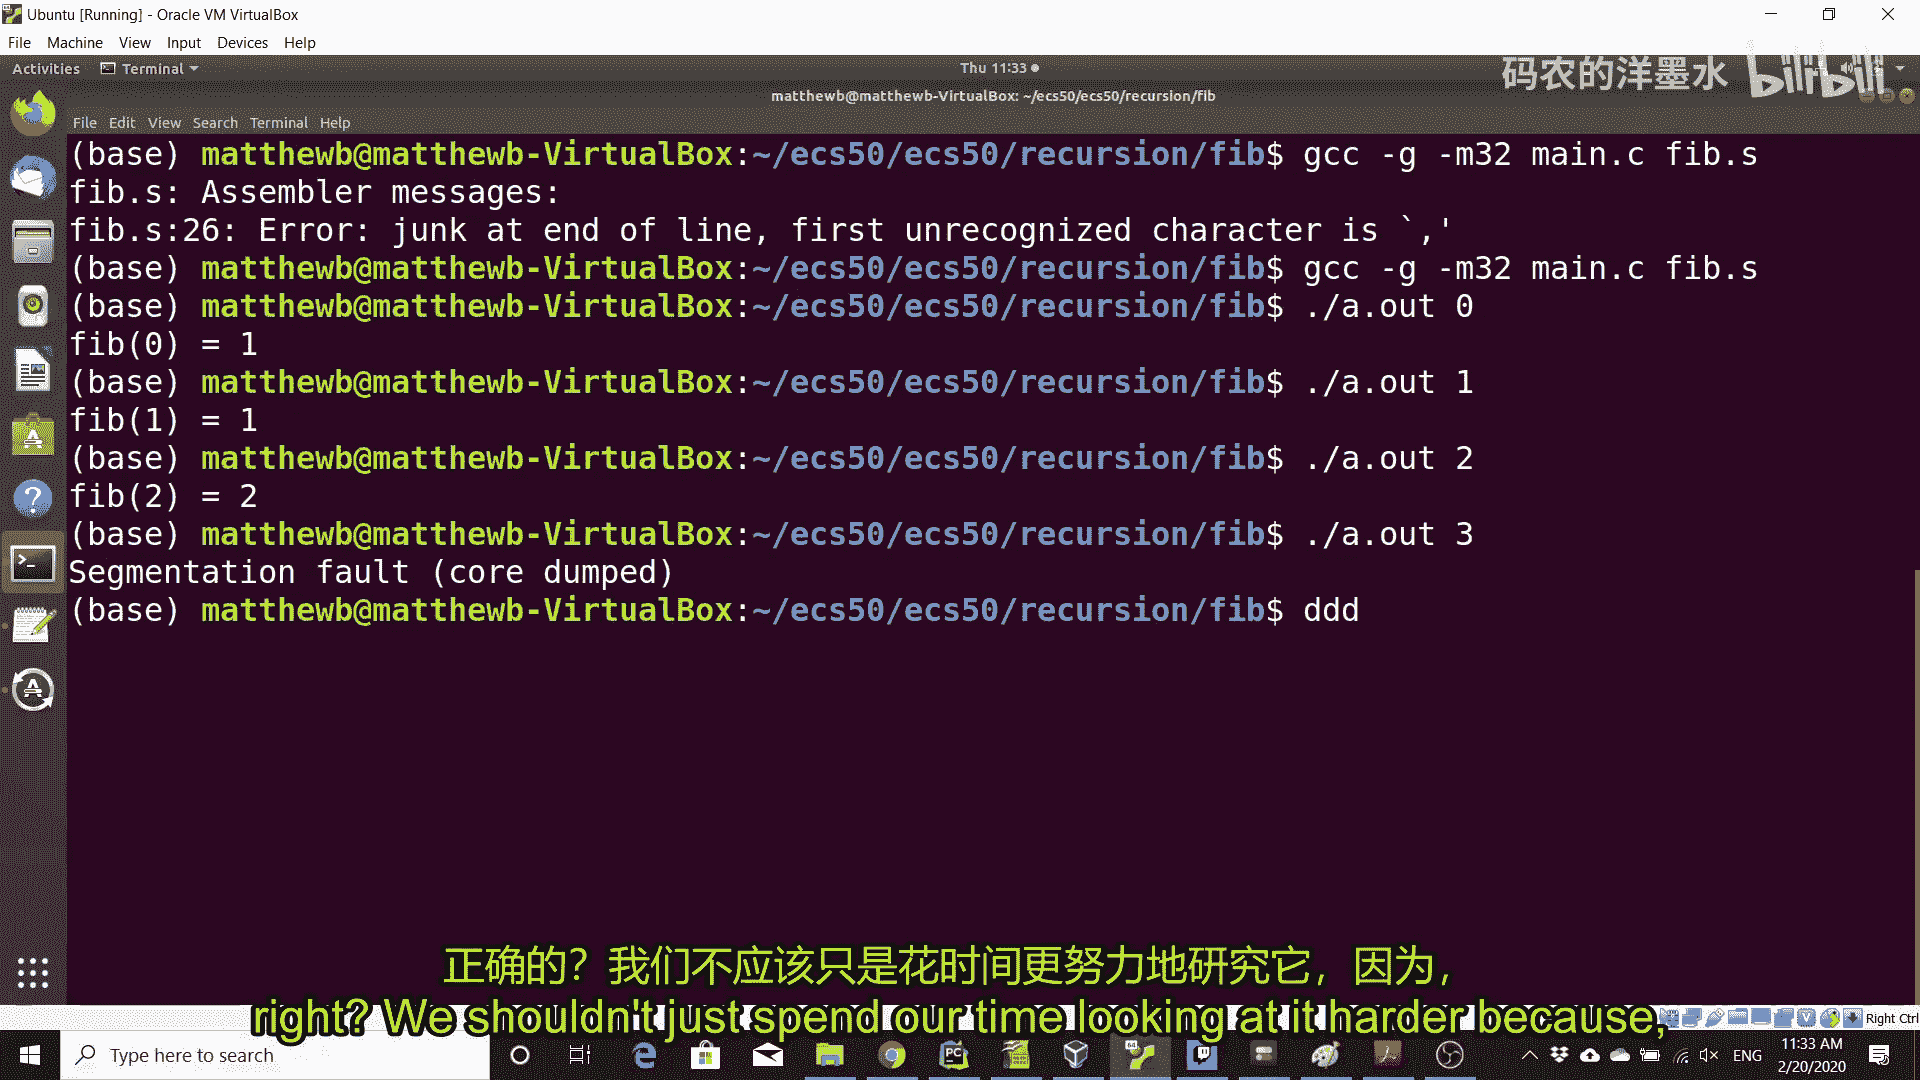 Ubuntu [Running] - Oracle VM VirtualBox
File Machine View Input Devices Help
Activities Terminal Thu 11:33
码农的洋墨水 bilibili
matthewb@matthewb-VirtualBox: ~/ecs50/ecs50/recursion/fib
File Edit View Search Terminal Help
(base) matthewb@matthewb-VirtualBox:~/ecs50/ecs50/recursion/fib$ gcc -g -m32 main.c fib.s
fib.s: Assembler messages:
fib.s:26: Error: junk at end of line, first unrecognized character is `,'
(base) matthewb@matthewb-VirtualBox:~/ecs50/ecs50/recursion/fib$ gcc -g -m32 main.c fib.s
(base) matthewb@matthewb-VirtualBox:~/ecs50/ecs50/recursion/fib$ ./a.out 0
fib(0) = 1
(base) matthewb@matthewb-VirtualBox:~/ecs50/ecs50/recursion/fib$ ./a.out 1
fib(1) = 1
(base) matthewb@matthewb-VirtualBox:~/ecs50/ecs50/recursion/fib$ ./a.out 2
fib(2) = 2
(base) matthewb@matthewb-VirtualBox:~/ecs50/ecs50/recursion/fib$ ./a.out 3
Segmentation fault (core dumped)
(base) matthewb@matthewb-VirtualBox:~/ecs50/ecs50/recursion/fib$ ddd
正确的？我们不应该只是花时间更努力地研究它，因为，
right? We shouldn't just spend our time looking at it harder because,
Right Ctrl
Type here to search
ENG
11:33 AM
2/20/2020